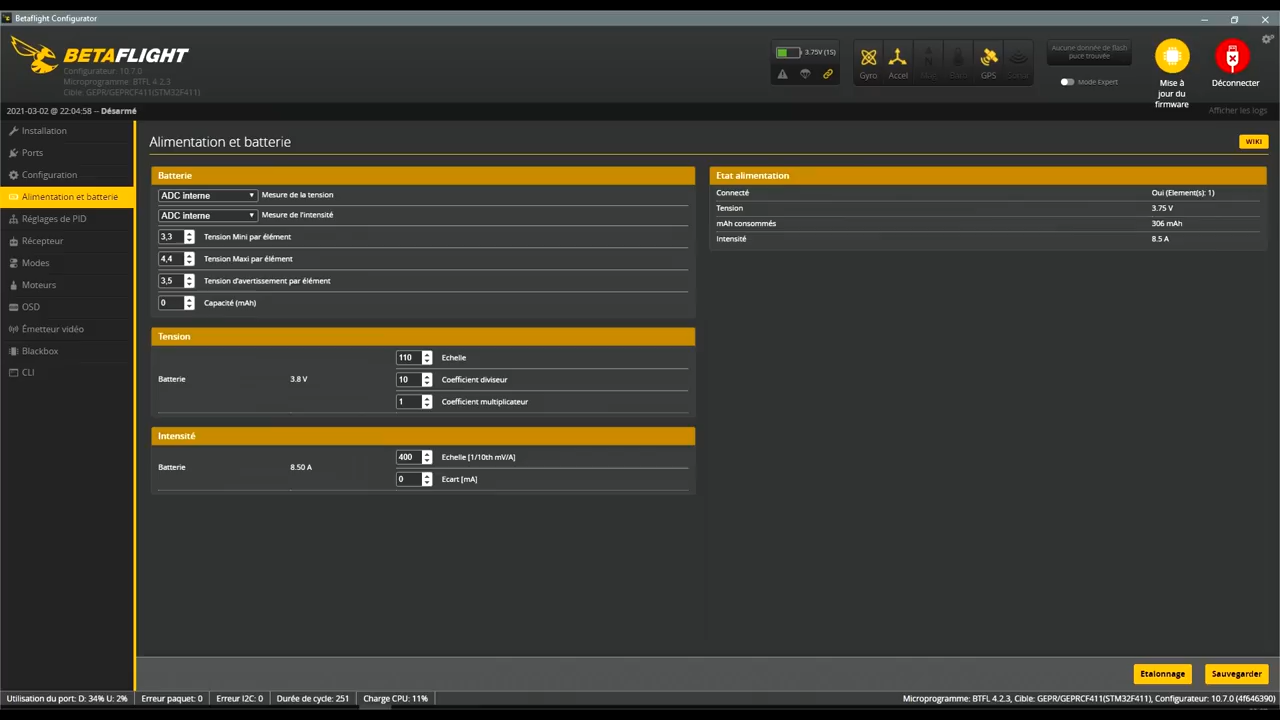 Betaflight Configurator
BETAFLIGHT
Configurateur: 10.7.0
Microprogramme: BTFL 4.2.3
Cible: GEPR/GEPRCF411(STM32F411)
3.75V (15)
Gyro
Accel
Mag
Baro
GPS
Sonar
Aucune donnée de flash
puce trouvée
Mode Expert
Mise à
jour du
firmware
Déconnecter
2021-03-02 @ 22:04:58 -- Désarmé
Afficher les logs
Installation
Ports
Configuration
Alimentation et batterie
Réglages de PID
Récepteur
Modes
Moteurs
OSD
Émetteur vidéo
Blackbox
CLI
Alimentation et batterie
WIKI
Batterie
ADC interne Mesure de la tension
ADC interne Mesure de l'intensité
3,3 Tension Mini par élément
4,4 Tension Maxi par élément
3,5 Tension d'avertissement par élément
0 Capacité (mAh)
Tension
Batterie 3.8 V
110 Echelle
10 Coefficient diviseur
1 Coefficient multiplicateur
Intensité
Batterie 8.50 A
400 Echelle [1/10th mV/A]
0 Ecart [mA]
Etat alimentation
Connecté Oui (Element(s): 1)
Tension 3.75 V
mAh consommés 306 mAh
Intensité 8.5 A
Etalonnage
Sauvegarder
Utilisation du port: D: 34% U: 2%
Erreur paquet: 0
Erreur I2C: 0
Durée de cycle: 251
Charge CPU: 11%
Microprogramme: BTFL 4.2.3, Cible: GEPR/GEPRCF411(STM32F411), Configurateur: 10.7.0 (4f646390)